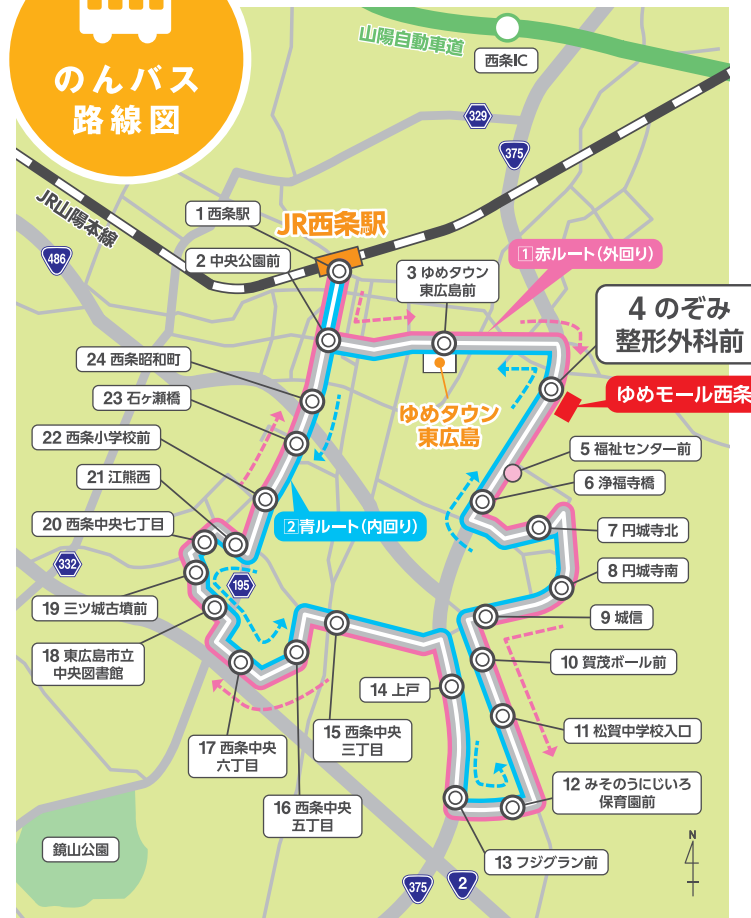 のんバス
路線図
山陽自動車道
西条IC
329
375
JR山陽本線
486
1 西条駅
JR西条駅
2 中央公園前
3 ゆめタウン
東広島前
1赤ルート(外回り)
4 のぞみ
整形外科前
ゆめモール西条
24 西条昭和町
23 石ヶ瀬橋
ゆめタウン
東広島
22 西条小学校前
5 福祉センター前
21 江熊西
6 浄福寺橋
20 西条中央七丁目
2青ルート(内回り)
7 円城寺北
332
195
8 円城寺南
19 三ツ城古墳前
9 城信
18 東広島市立
中央図書館
10 賀茂ボール前
14 上戸
11 松賀中学校入口
17 西条中央
六丁目
15 西条中央
三丁目
16 西条中央
五丁目
12 みそのうにじいろ
保育園前
13 フジグラン前
鏡山公園
375
2
N